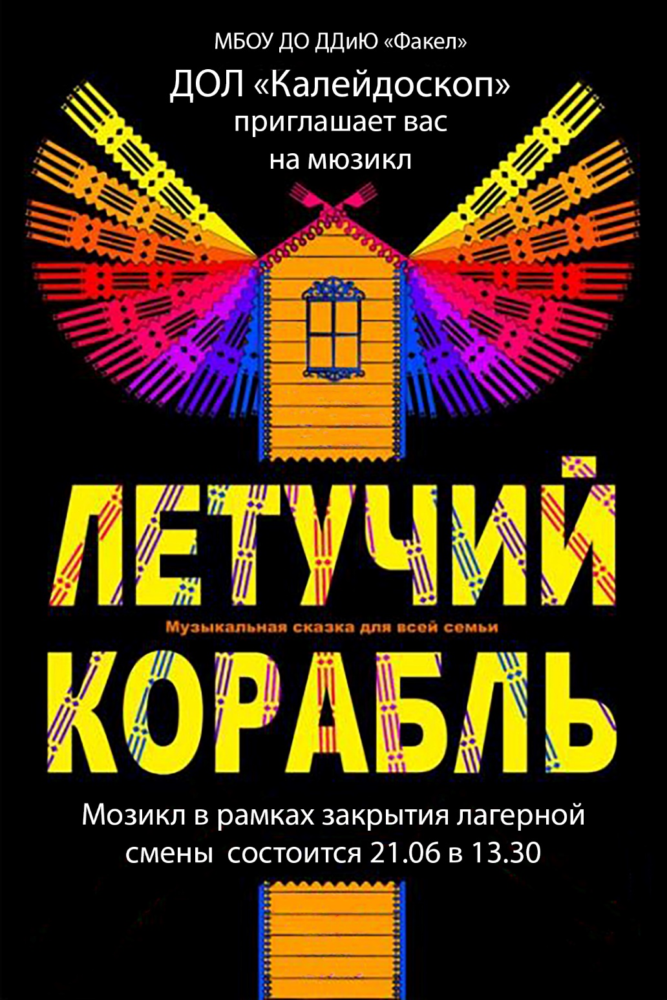 МБОУ ДО ДДиЮ «Факел»
ДОЛ «Калейдоскоп»
приглашает вас
на мюзикл
ЛЕТУЧИЙ
Музыкальная сказка для всей семьи
КОРАБЛЬ
Мозикл в рамках закрытия лагерной
смены состоится 21.06 в 13.30